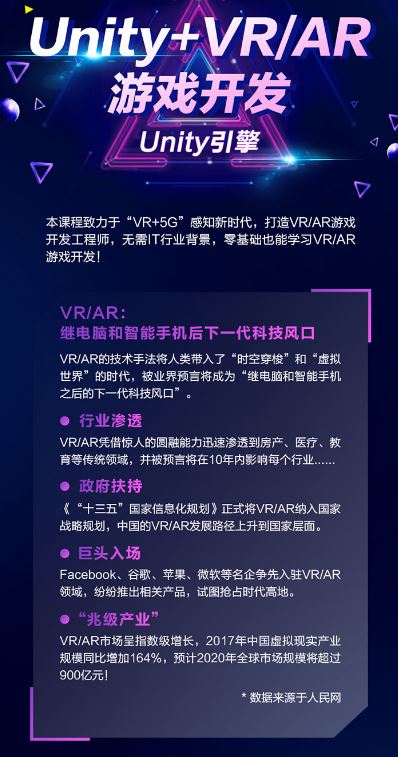 Unity+VR/AR
游戏开发
Unity引擎
本课程致力于“VR+5G”感知新时代，打造VR/AR游戏
开发工程师，无需IT行业背景，零基础也能学习VR/AR
游戏开发！
VR/AR：
继电脑和智能手机后下一代科技风口
VR/AR的技术手法将人类带入了“时空穿梭”和“虚拟
世界”的时代，被业界预言将成为“继电脑和智能手机
之后的下一代科技风口”。
行业渗透
VR/AR凭借惊人的圆融能力迅速渗透到房产、医疗、教
育等传统领域，并被预言将在10年内影响每个行业......
政府扶持
《“十三五”国家信息化规划》正式将VR/AR纳入国家
战略规划，中国的VR/AR发展路径上升到国家层面。
巨头入场
Facebook、谷歌、苹果、微软等名企争先入驻VR/AR
领域，纷纷推出相关产品，试图抢占时代高地。
“兆级产业”
VR/AR市场呈指数级增长，2017年中国虚拟现实产业
规模同比增加164%，预计2020年全球市场规模将超过
900亿元！
* 数据来源于人民网